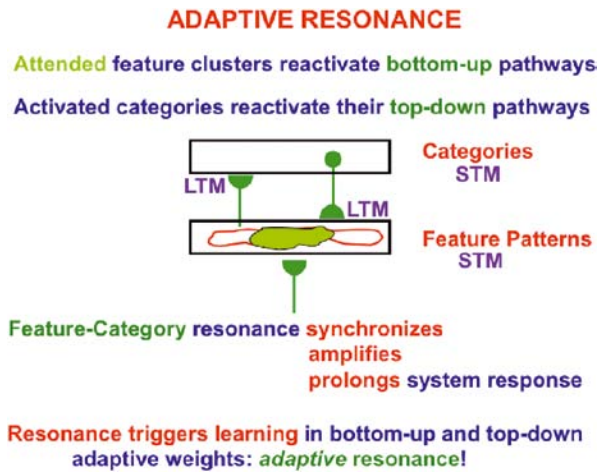 ADAPTIVE RESONANCE
Attended feature clusters reactivate bottom-up pathways
Activated categories reactivate their top-down pathways
Categories
STM
LTM
LTM
Feature Patterns
STM
Feature-Category resonance synchronizes
amplifies
prolongs system response
Resonance triggers learning in bottom-up and top-down
adaptive weights: adaptive resonance!